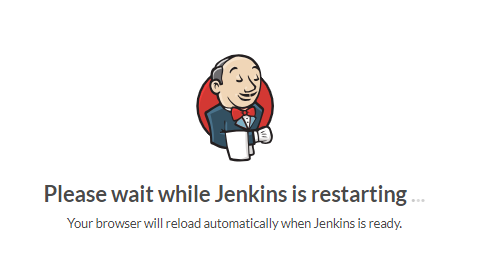 Please wait while Jenkins is restarting ...
Your browser will reload automatically when Jenkins is ready.